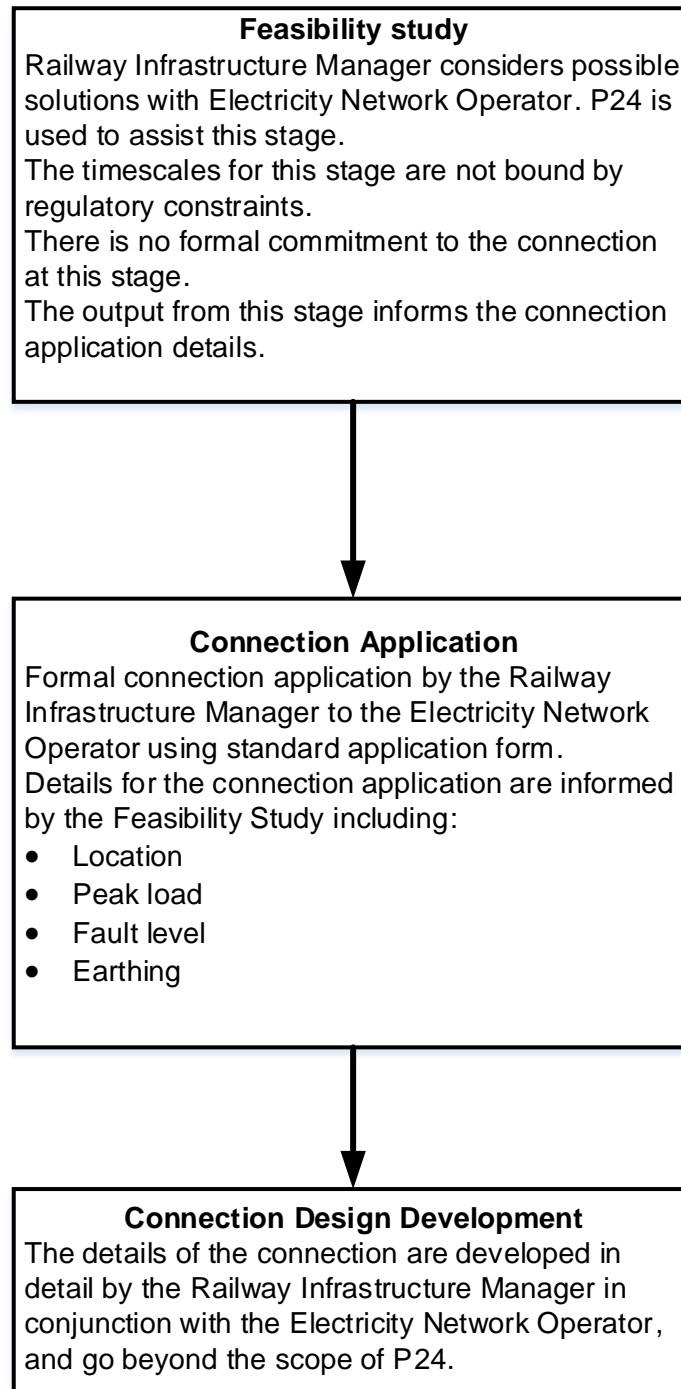 Feasibility study
Railway Infrastructure Manager considers possible
solutions with Electricity Network Operator. P24 is
used to assist this stage.
The timescales for this stage are not bound by
regulatory constraints.
There is no formal commitment to the connection
at this stage.
The output from this stage informs the connection
application details.
Connection Application
Formal connection application by the Railway
Infrastructure Manager to the Electricity Network
Operator using standard application form.
Details for the connection application are informed
by the Feasibility Study including:
• Location
• Peak load
• Fault level
• Earthing
Connection Design Development
The details of the connection are developed in
detail by the Railway Infrastructure Manager in
conjunction with the Electricity Network Operator,
and go beyond the scope of P24.